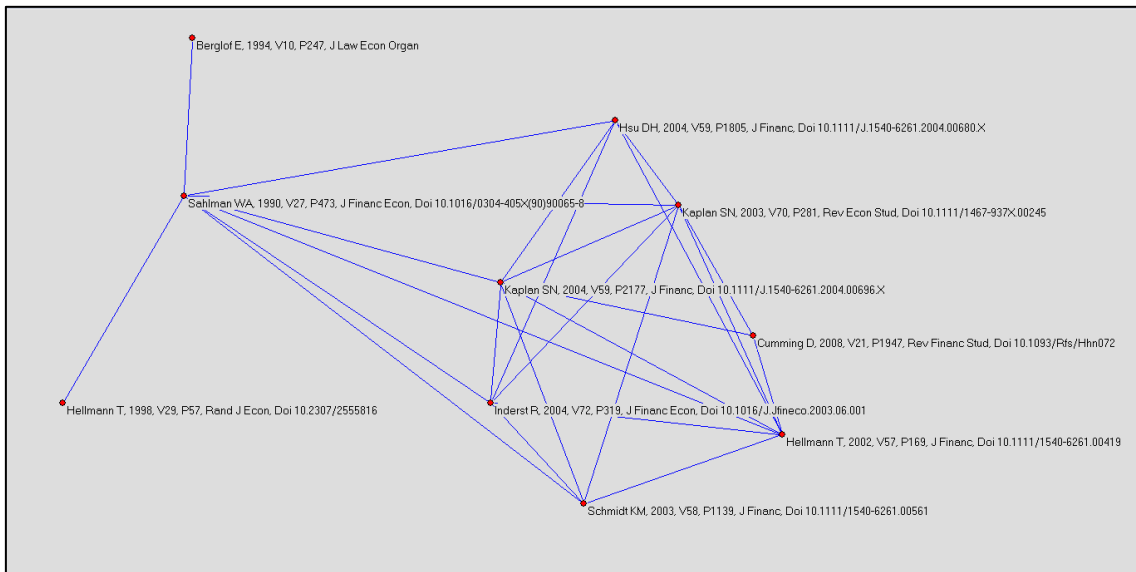 Berglof E, 1994, V10, P247, J Law Econ Organ
Hsu DH, 2004, V59, P1805, J Financ, Doi 10.1111/J.1540-6261.2004.00680.X
Sahlman WA, 1990, V27, P473, J Financ Econ, Doi 10.1016/0304-405X(90)90065-8
Kaplan SN, 2003, V70, P281, Rev Econ Stud, Doi 10.1111/1467-937X.00245
Kaplan SN, 2004, V59, P2177, J Financ, Doi 10.1111/J.1540-6261.2004.00696.X
Cumming D, 2008, V21, P1947, Rev Financ Stud, Doi 10.1093/Rfs/Hhn072
Hellmann T, 1998, V29, P57, Rand J Econ, Doi 10.2307/2555816
Inderst R, 2004, V72, P319, J Financ Econ, Doi 10.1016/J.Jfineco.2003.06.001
Hellmann T, 2002, V57, P169, J Financ, Doi 10.1111/1540-6261.00419
Schmidt KM, 2003, V58, P1139, J Financ, Doi 10.1111/1540-6261.00561